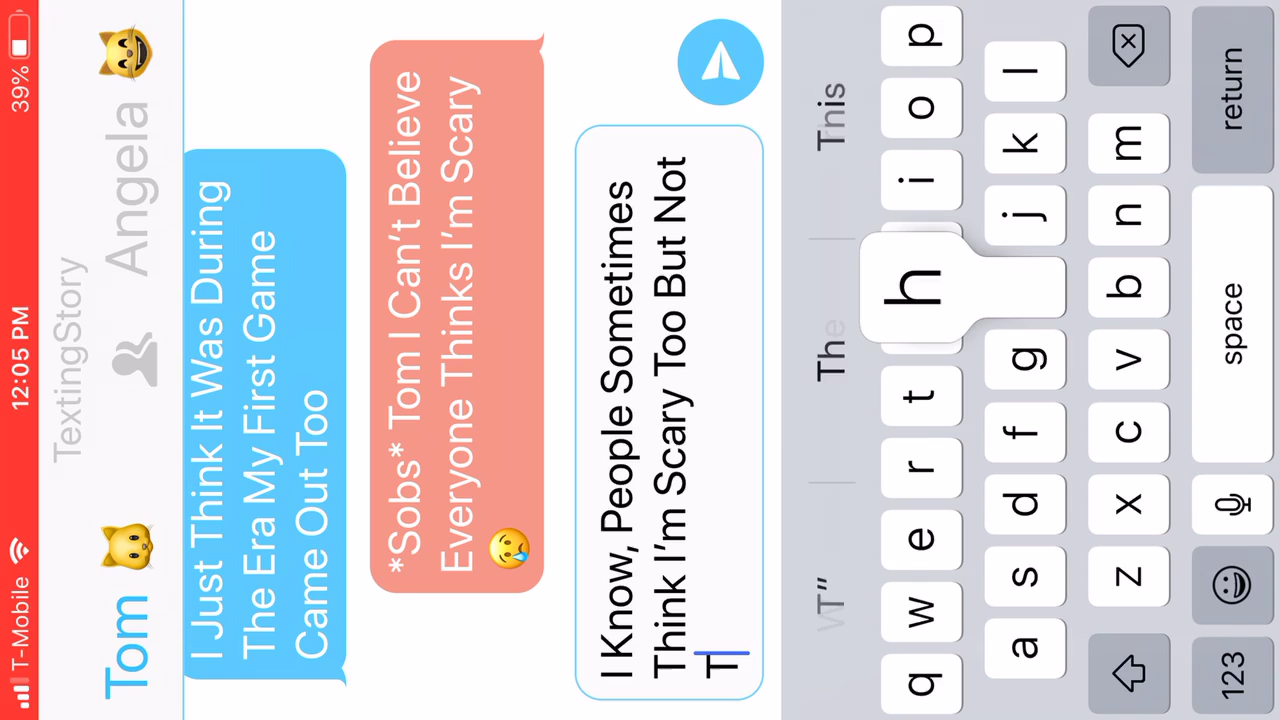 T-Mobile 12:05 PM 39%
TextingStory
Tom Angela
I Just Think It Was During
The Era My First Game
Came Out Too
*Sobs* Tom I Can't Believe
Everyone Thinks I'm Scary
I Know, People Sometimes
Think I'm Scary Too But Not
T
The This
q w e r t h i o p
a s d f g j k l
z x c v b n m
123 space return